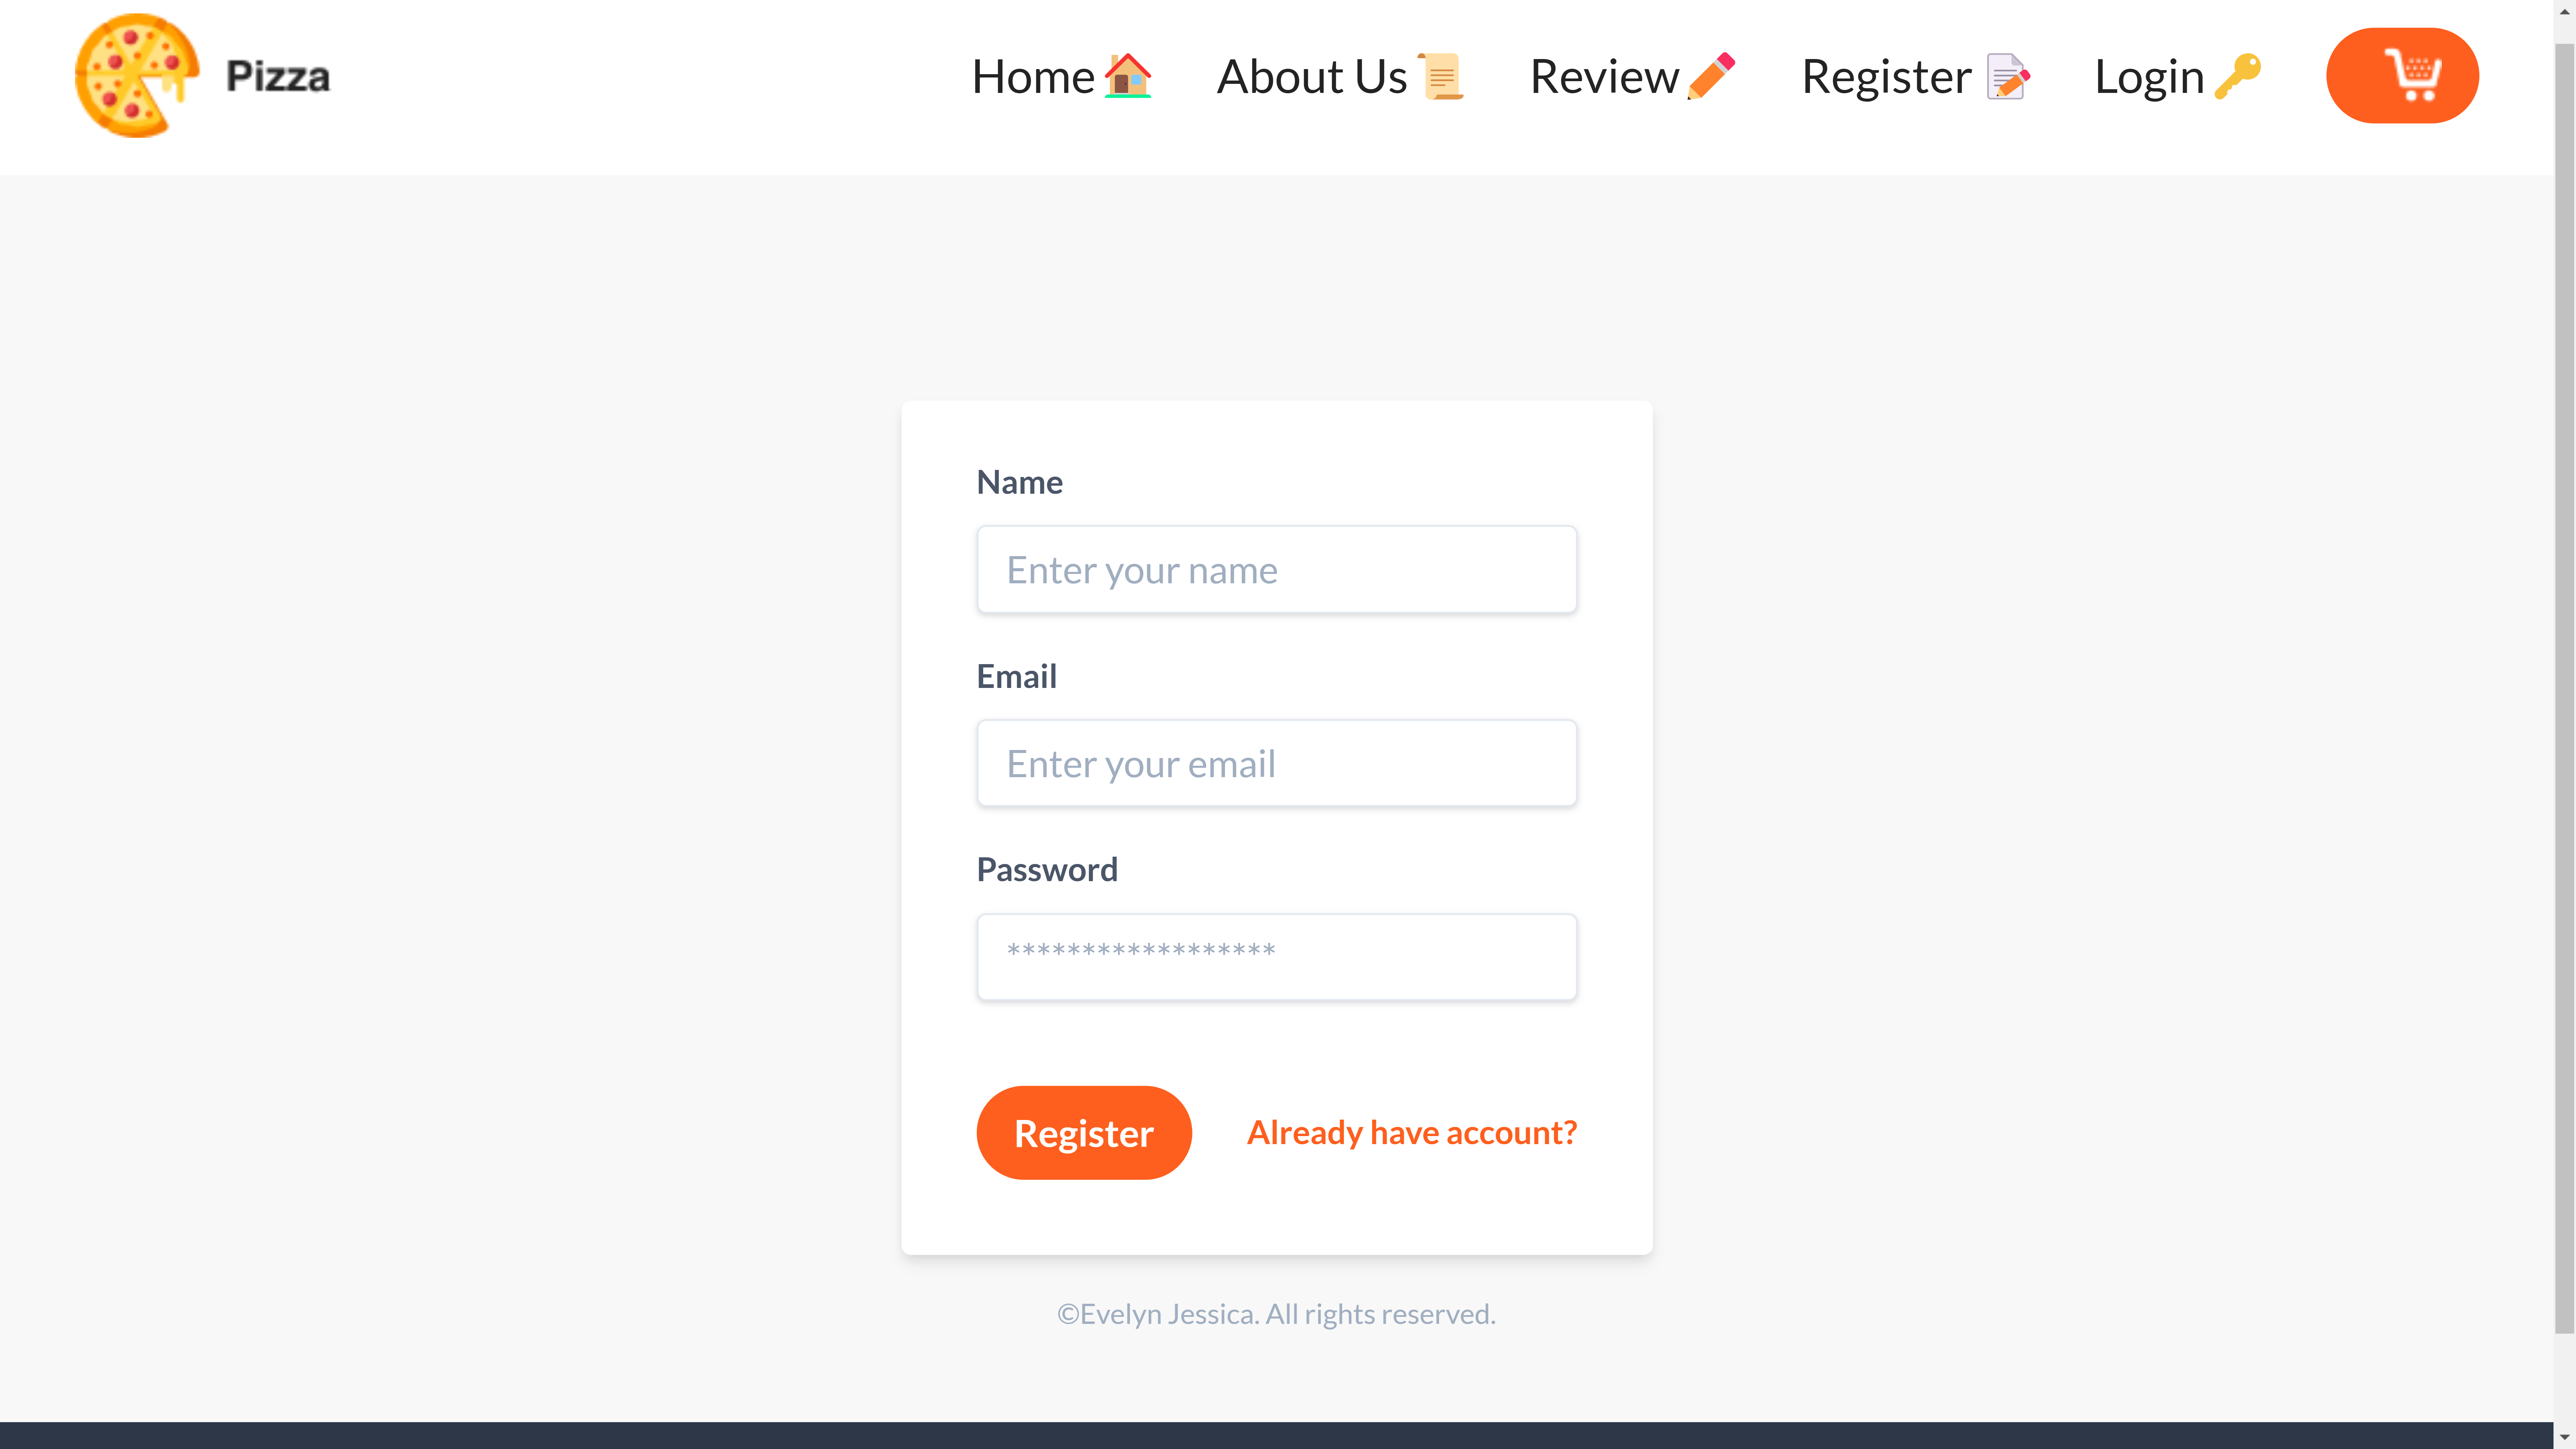 Pizza
Home About Us Review Register Login
Name
Enter your name
Email
Enter your email
Password
******************
Register Already have account?
©Evelyn Jessica. All rights reserved.